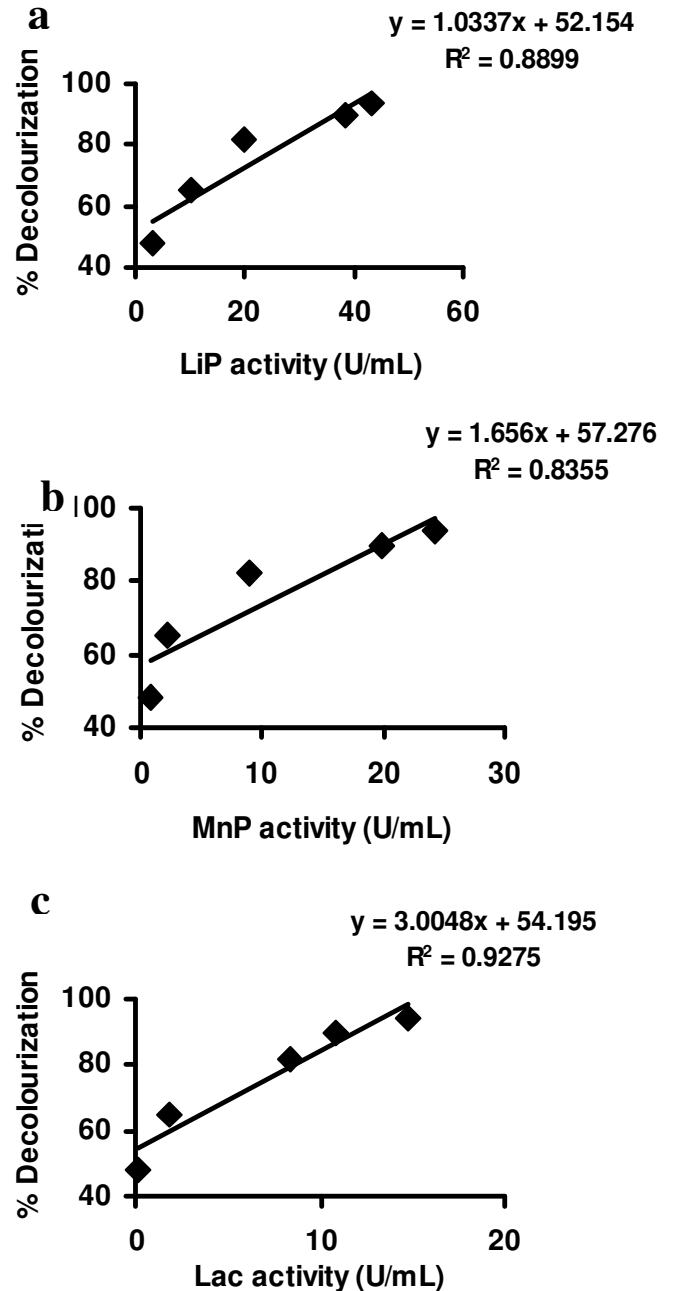 a
y = 1.0337x + 52.154
R² = 0.8899
% Decolourization
100
80
60
40
0 20 40 60
LiP activity (U/mL)
y = 1.656x + 57.276
R² = 0.8355
b
% Decolourizati
100
80
60
40
0 10 20 30
MnP activity (U/mL)
c
y = 3.0048x + 54.195
R² = 0.9275
% Decolourization
100
80
60
40
0 10 20
Lac activity (U/mL)